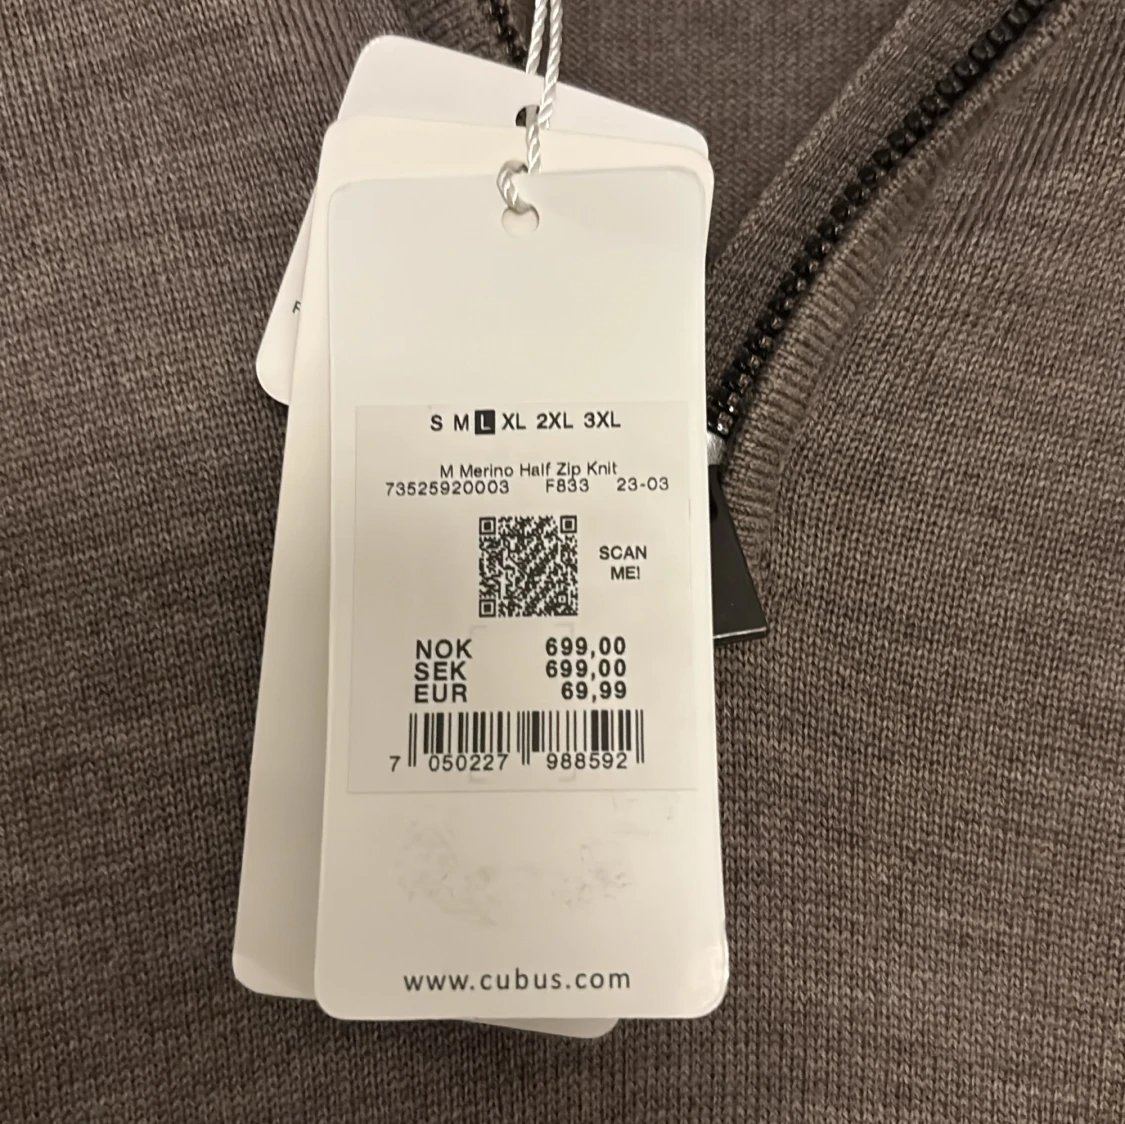 S M L XL 2XL 3XL
M Merino Half Zip Knit
73525920003 F833 23-03
SCAN
ME!
NOK 699,00
SEK 699,00
EUR 69,99
7 050227 988592
www.cubus.com